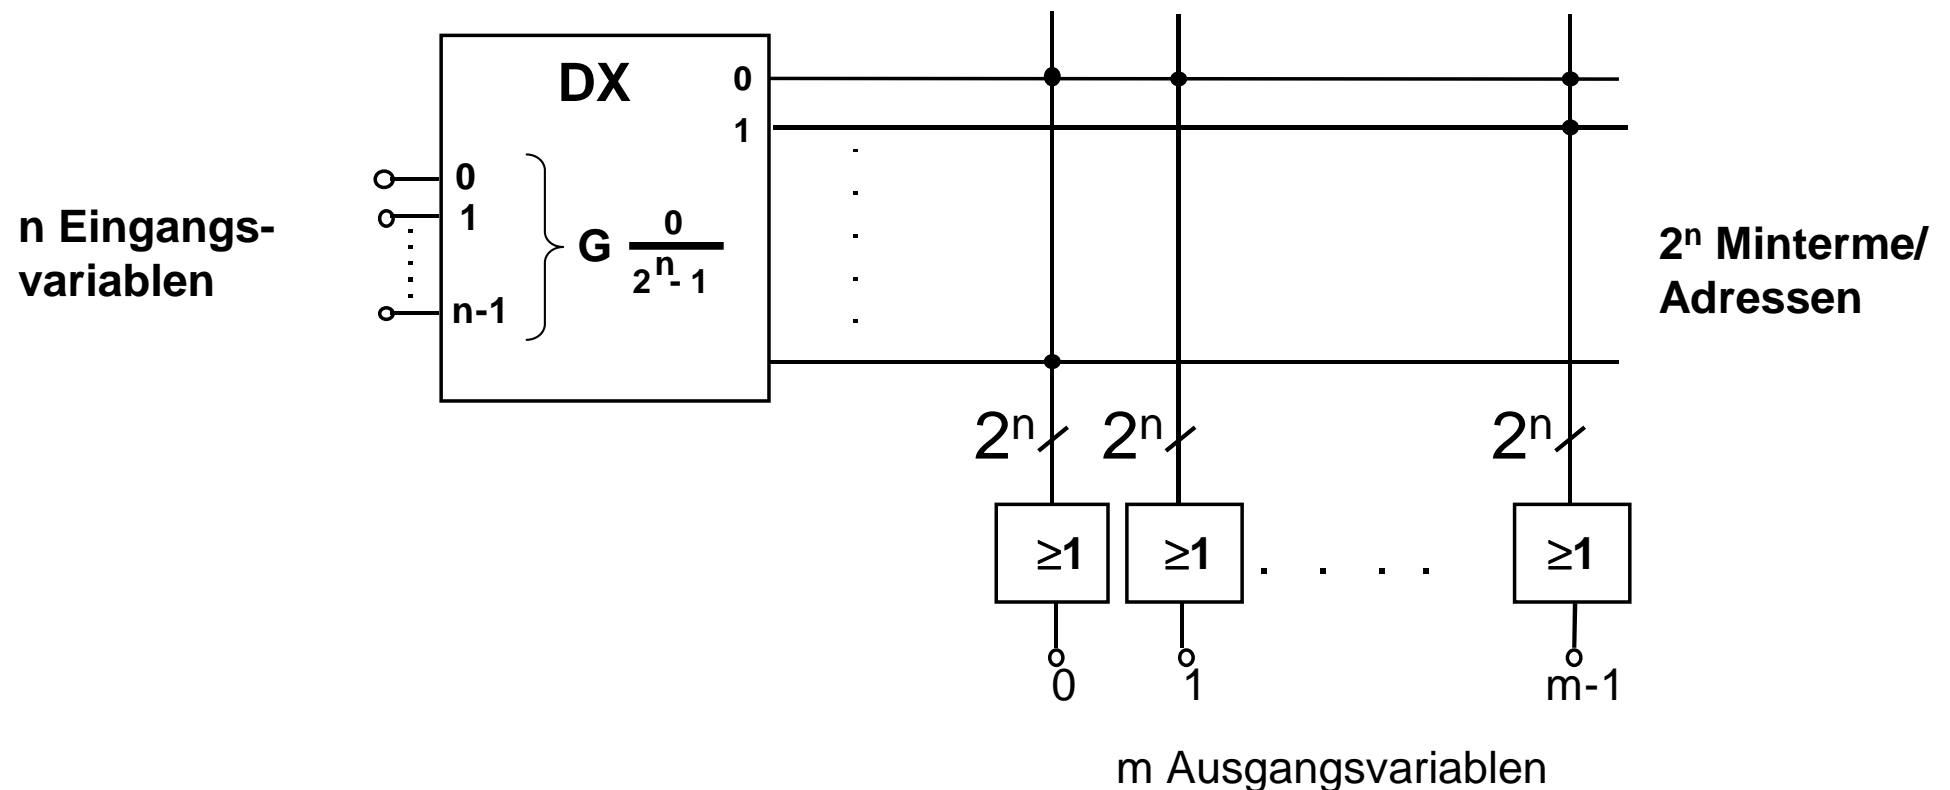 DX
0
1
0
1
n-1
G 0
2ⁿ- 1
n Eingangs-
variablen
2ⁿ Minterme/
Adressen
2ⁿ 2ⁿ 2ⁿ
≥1 ≥1 . . . . ≥1
0 1 m-1
m Ausgangsvariablen